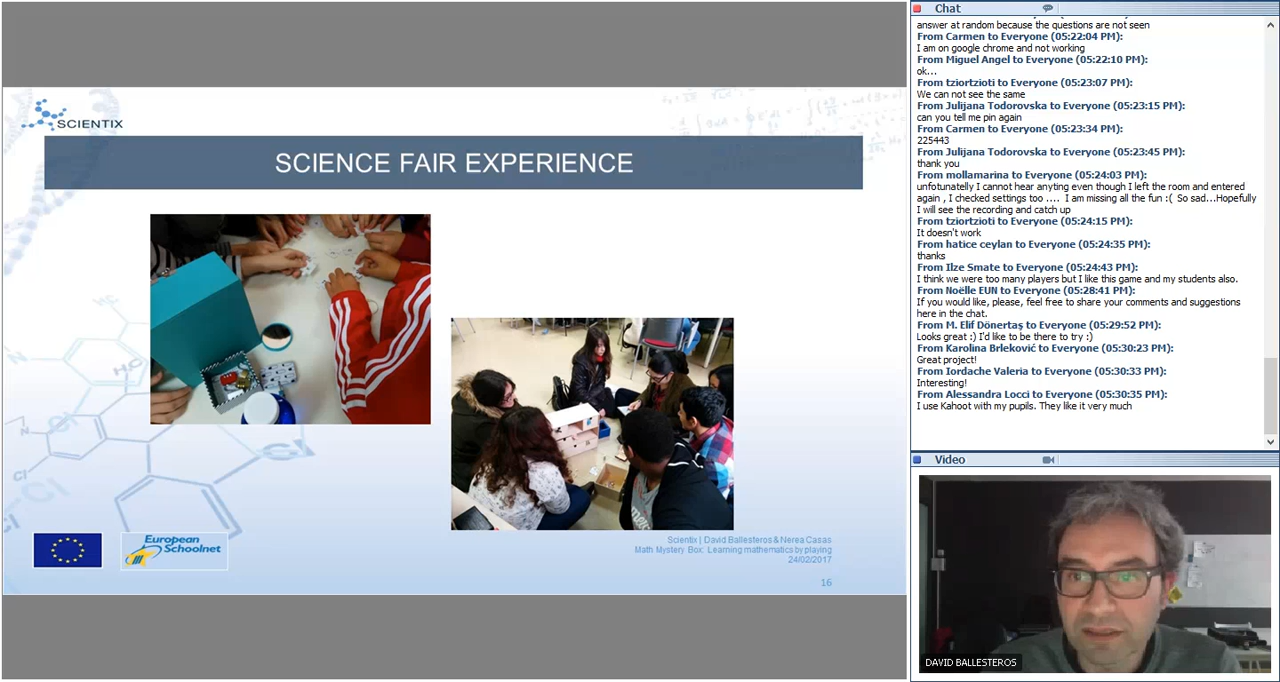 SCIENTIX
SCIENCE FAIR EXPERIENCE
European
Schoolnet
Scientix | David Ballesteros & Nerea Casas
Math Mystery Box: Learning mathematics by playing
24/02/2017
16
Chat
answer at random because the questions are not seen
From Carmen to Everyone (05:22:04 PM):
I am on google chrome and not working
From Miguel Angel to Everyone (05:22:10 PM):
ok...
From tziortzioti to Everyone (05:23:07 PM):
We can not see the same
From Julijana Todorovska to Everyone (05:23:15 PM):
can you tell me pin again
From Carmen to Everyone (05:23:34 PM):
225443
From Julijana Todorovska to Everyone (05:23:45 PM):
thank you
From mollamarina to Everyone (05:24:03 PM):
unfotunatelly I cannot hear anyting even though I left the room and entered
again , I checked settings too .... I am missing all the fun :( So sad...Hopefully
I will see the recording and catch up
From tziortzioti to Everyone (05:24:15 PM):
It doesn't work
From hatice ceylan to Everyone (05:24:35 PM):
thanks
From Ilze Smate to Everyone (05:24:43 PM):
I think we were too many players but I like this game and my students also.
From Noëlle EUN to Everyone (05:28:41 PM):
If you would like, please, feel free to share your comments and suggestions
here in the chat.
From M. Elif Dönertaş to Everyone (05:29:52 PM):
Looks great :) I'd like to be there to try :)
From Karolina Brleković to Everyone (05:30:23 PM):
Great project!
From Iordache Valeria to Everyone (05:30:33 PM):
Interesting!
From Alessandra Locci to Everyone (05:30:35 PM):
I use Kahoot with my pupils. They like it very much
Video
DAVID BALLESTEROS